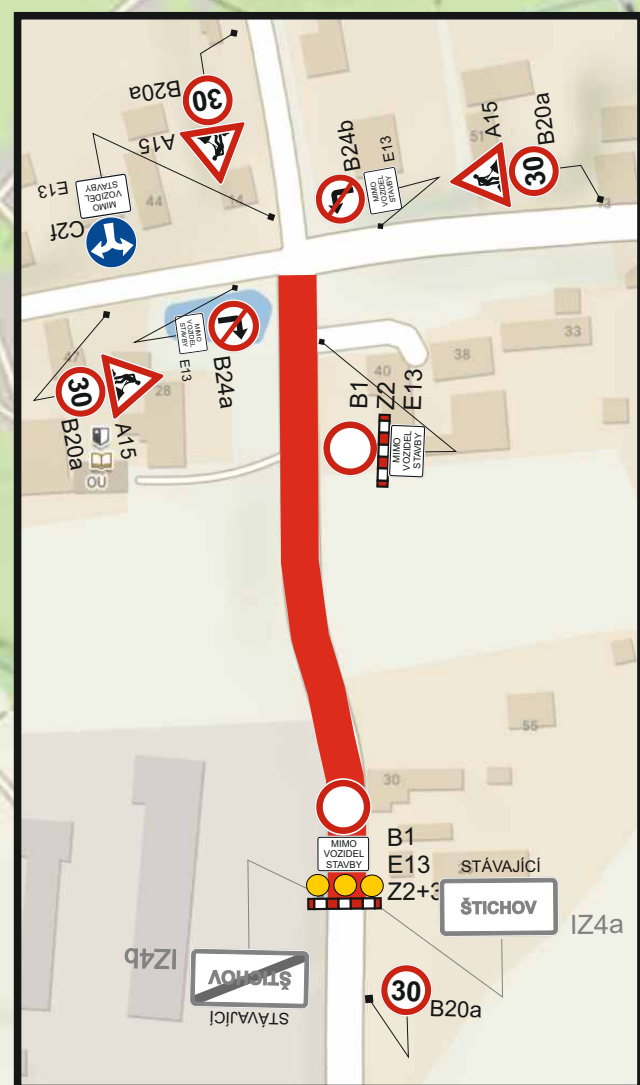 B20a
30
A15
E13
MIMO
VOZIDEL
STAVBY
C2f
44
14
B24b
E13
MIMO
VOZIDEL
STAVBY
51
A15
B20a
30
13
47
28
30
B20a
A15
OÚ
MIMO
VOZIDEL
STAVBY
E13
B24a
40
38
33
B1
Z2
E13
MIMO
VOZIDEL
STAVBY
55
30
MIMO
VOZIDEL
STAVBY
B1
E13
Z2+3
STÁVAJÍCÍ
ŠTICHOV
IZ4a
IZ4b
ŠTICHOV
STÁVAJÍCÍ
30
B20a